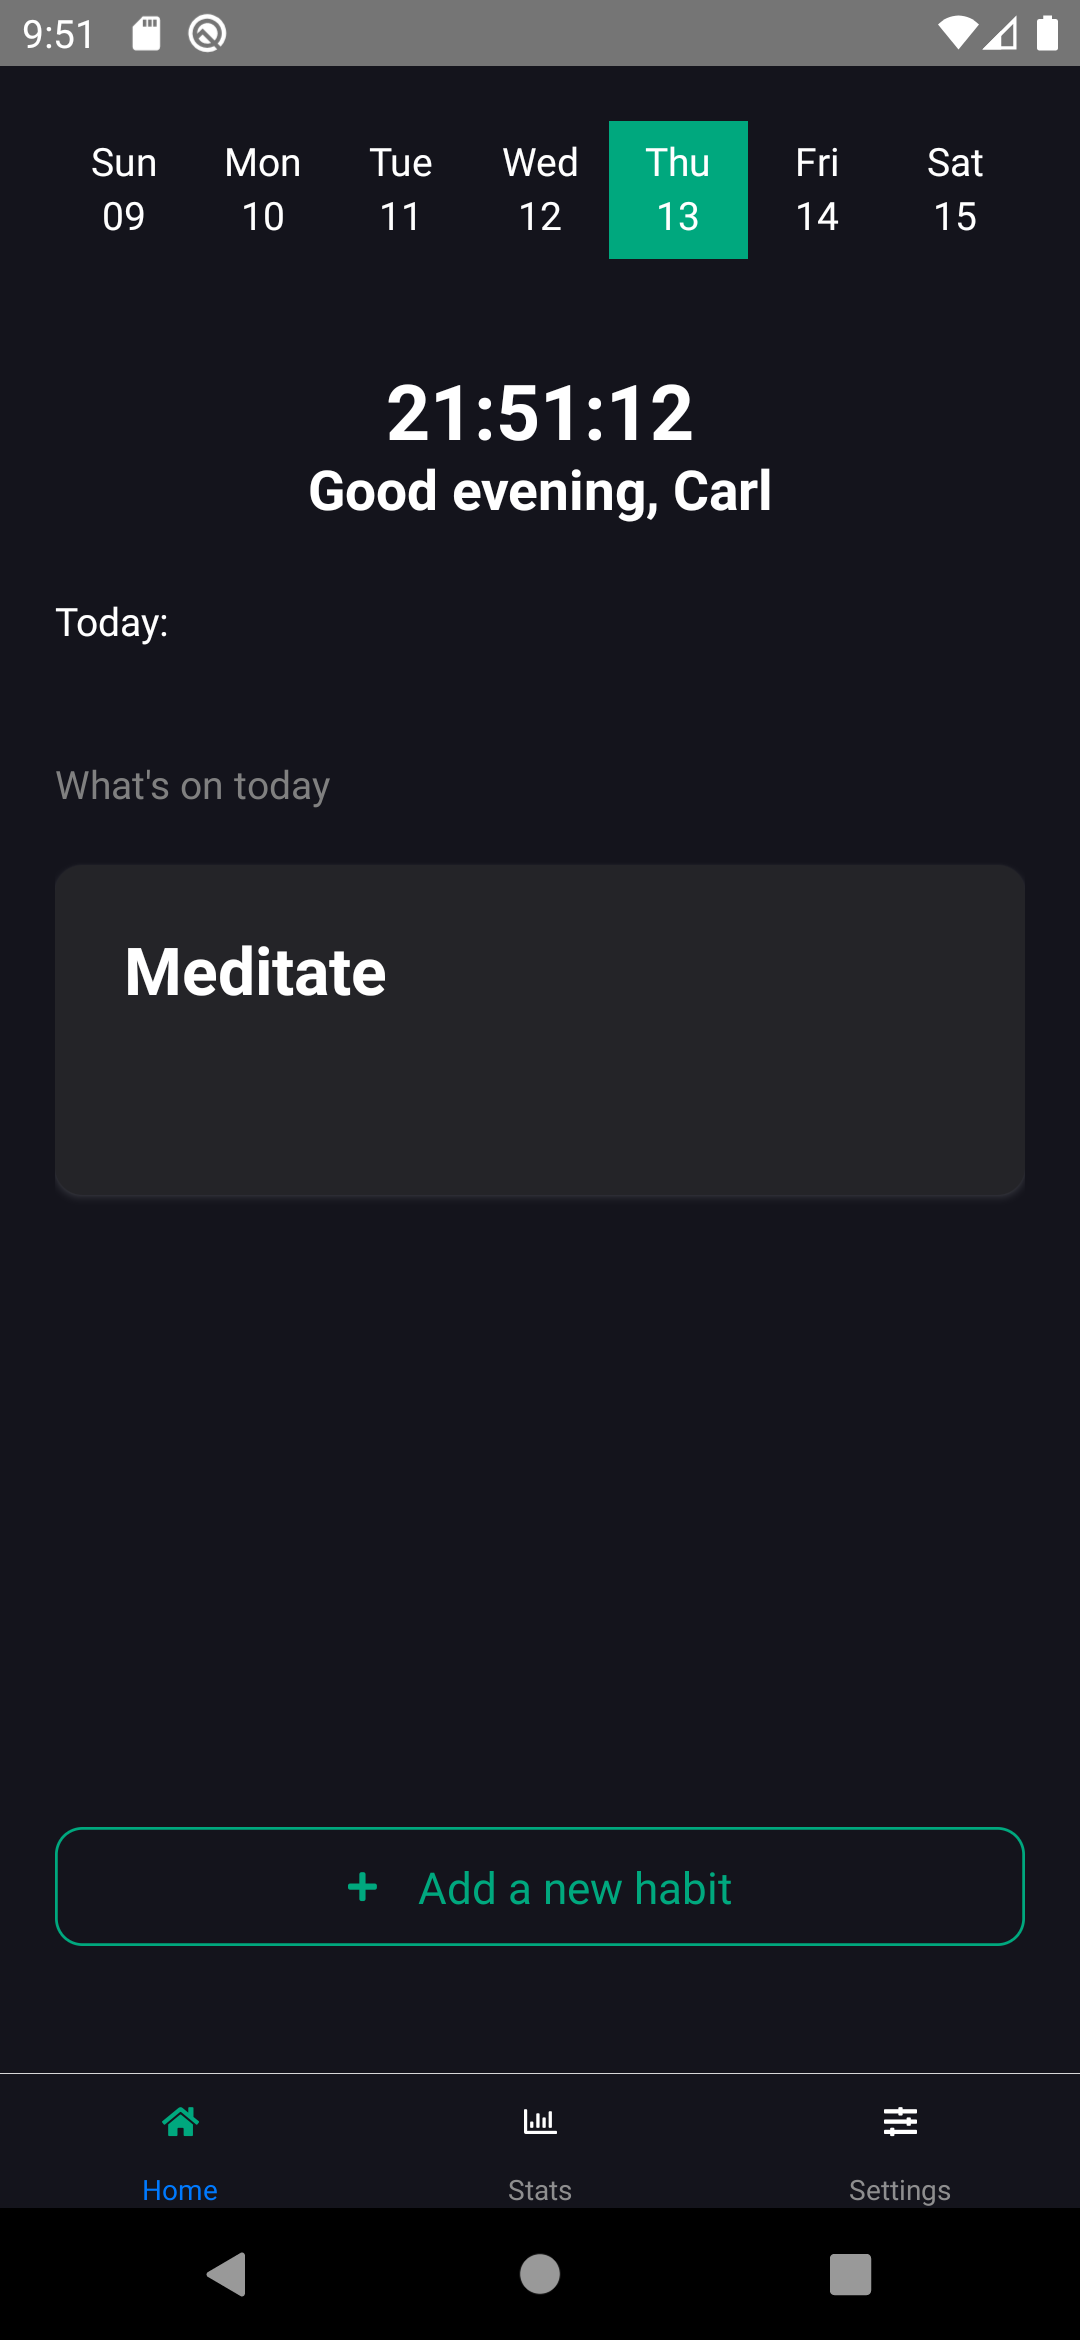 9:51
Sun Mon Tue Wed Thu Fri Sat
09 10 11 12 13 14 15
21:51:12
Good evening, Carl
Today:
What's on today
Meditate
Add a new habit
Home Stats Settings